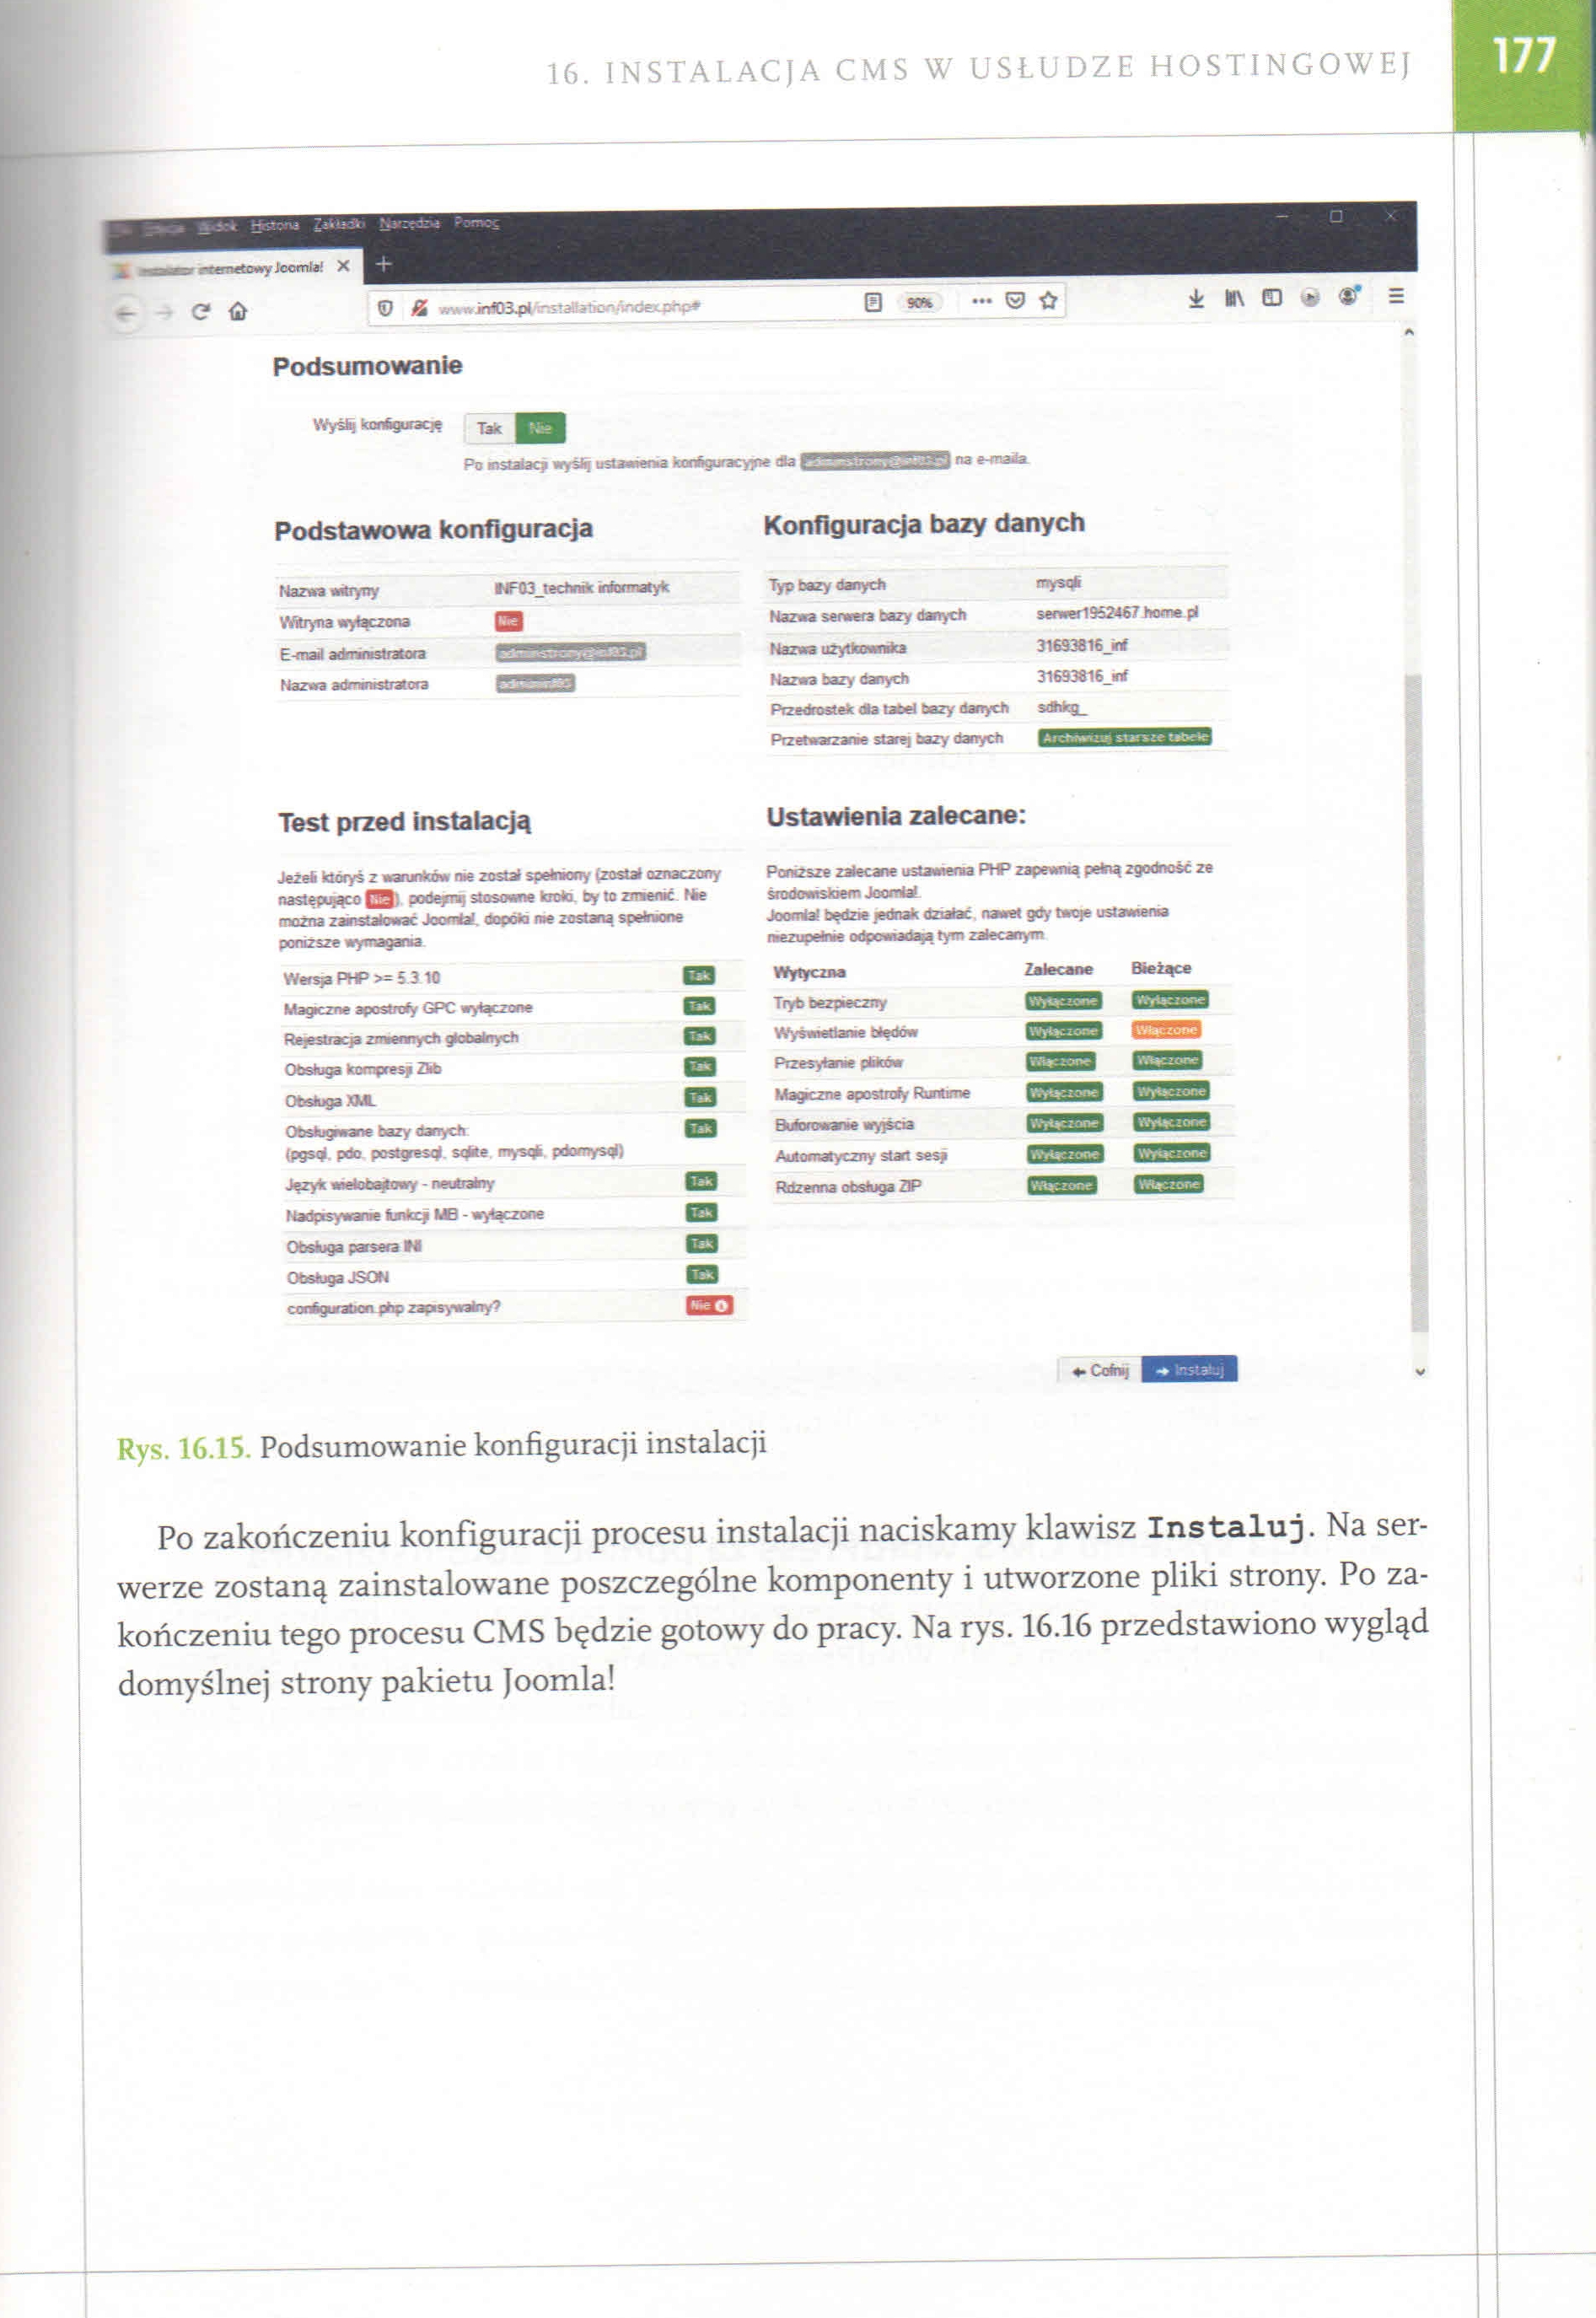 16. INSTALACJA CMS W USŁUDZE HOSTINGOWEJ
177
Widok Historia Zakładki Narzędzia Pomoc
internetowy Joomla!
www.inf03.pl/installation/index.php#
90%
Podsumowanie
Wyślij konfigurację Tak Nie
Po instalacji wyślij ustawienia konfiguracyjne dla na e-maila.
Podstawowa konfiguracja
Nazwa witryny INF03_technik informatyk
Witryna wyłączona Nie
E-mail administratora
Nazwa administratora
Konfiguracja bazy danych
Typ bazy danych mysqli
Nazwa serwera bazy danych serwer1952467.home.pl
Nazwa użytkownika 31693816_inf
Nazwa bazy danych 31693816_inf
Przedrostek dla tabel bazy danych sdhkg_
Przetwarzanie starej bazy danych Archiwizuj starsze tabele
Test przed instalacją
Jeżeli któryś z warunków nie został spełniony (został oznaczony
następująco Nie), podejmij stosowne kroki, by to zmienić. Nie
można zainstalować Joomla!, dopóki nie zostaną spełnione
poniższe wymagania.
Wersja PHP >= 5.3.10 Tak
Magiczne apostrofy GPC wyłączone Tak
Rejestracja zmiennych globalnych Tak
Obsługa kompresji Zlib Tak
Obsługa XML Tak
Obsługiwane bazy danych: Tak
(pgsql, pdo, postgresql, sqlite, mysqli, pdomysql)
Język wielobajtowy - neutralny Tak
Nadpisywanie funkcji MB - wyłączone Tak
Obsługa parsera INI Tak
Obsługa JSON Tak
configuration.php zapisywalny? Nie
Ustawienia zalecane:
Poniższe zalecane ustawienia PHP zapewnią pełną zgodność ze
środowiskiem Joomla!.
Joomla! będzie jednak działać, nawet gdy twoje ustawienia
niezupełnie odpowiadają tym zalecanym.
Wytyczna Zalecane Bieżące
Tryb bezpieczny Wyłączone Wyłączone
Wyświetlanie błędów Wyłączone Włączone
Przesyłanie plików Włączone Włączone
Magiczne apostrofy Runtime Wyłączone Wyłączone
Buforowanie wyjścia Wyłączone Wyłączone
Automatyczny start sesji Wyłączone Wyłączone
Rdzenna obsługa ZIP Włączone Włączone
Cofnij Instaluj
Rys. 16.15. Podsumowanie konfiguracji instalacji
Po zakończeniu konfiguracji procesu instalacji naciskamy klawisz Instaluj. Na ser-
werze zostaną zainstalowane poszczególne komponenty i utworzone pliki strony. Po za-
kończeniu tego procesu CMS będzie gotowy do pracy. Na rys. 16.16 przedstawiono wygląd
domyślnej strony pakietu Joomla!